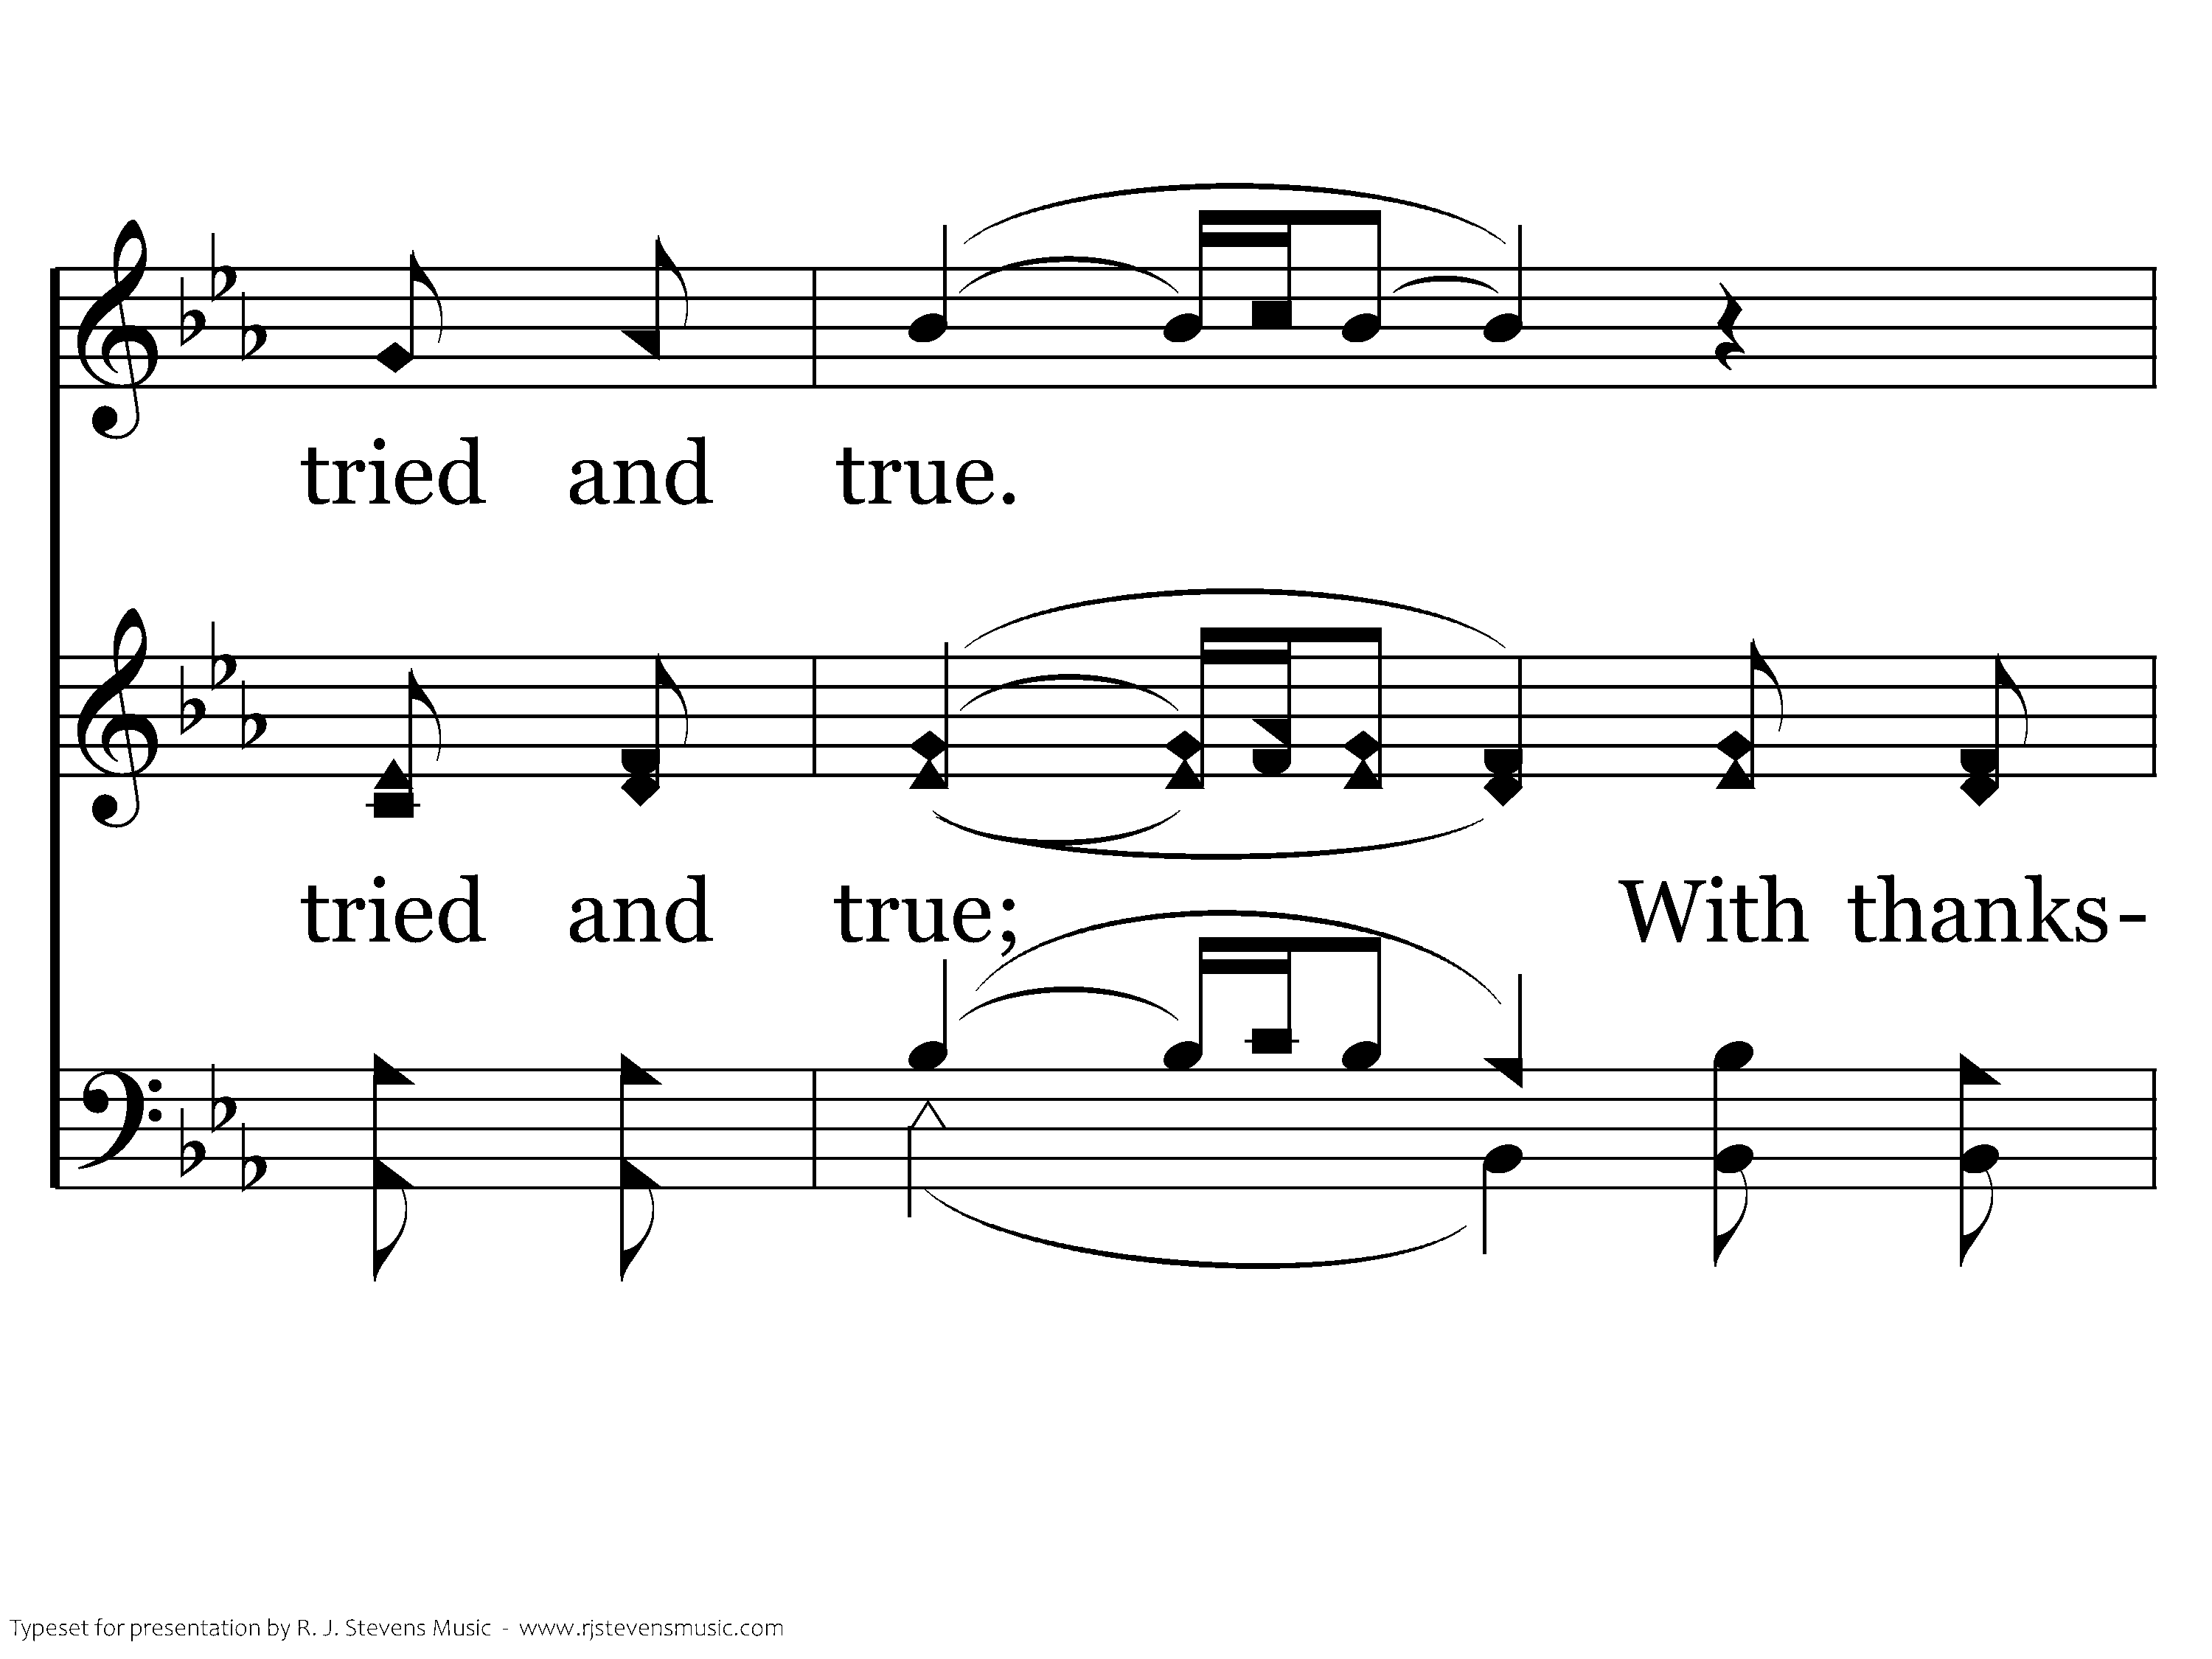 tried and true.
tried and true; With thanks-
Typeset for presentation by R. J. Stevens Music - www.rjstevensmusic.com